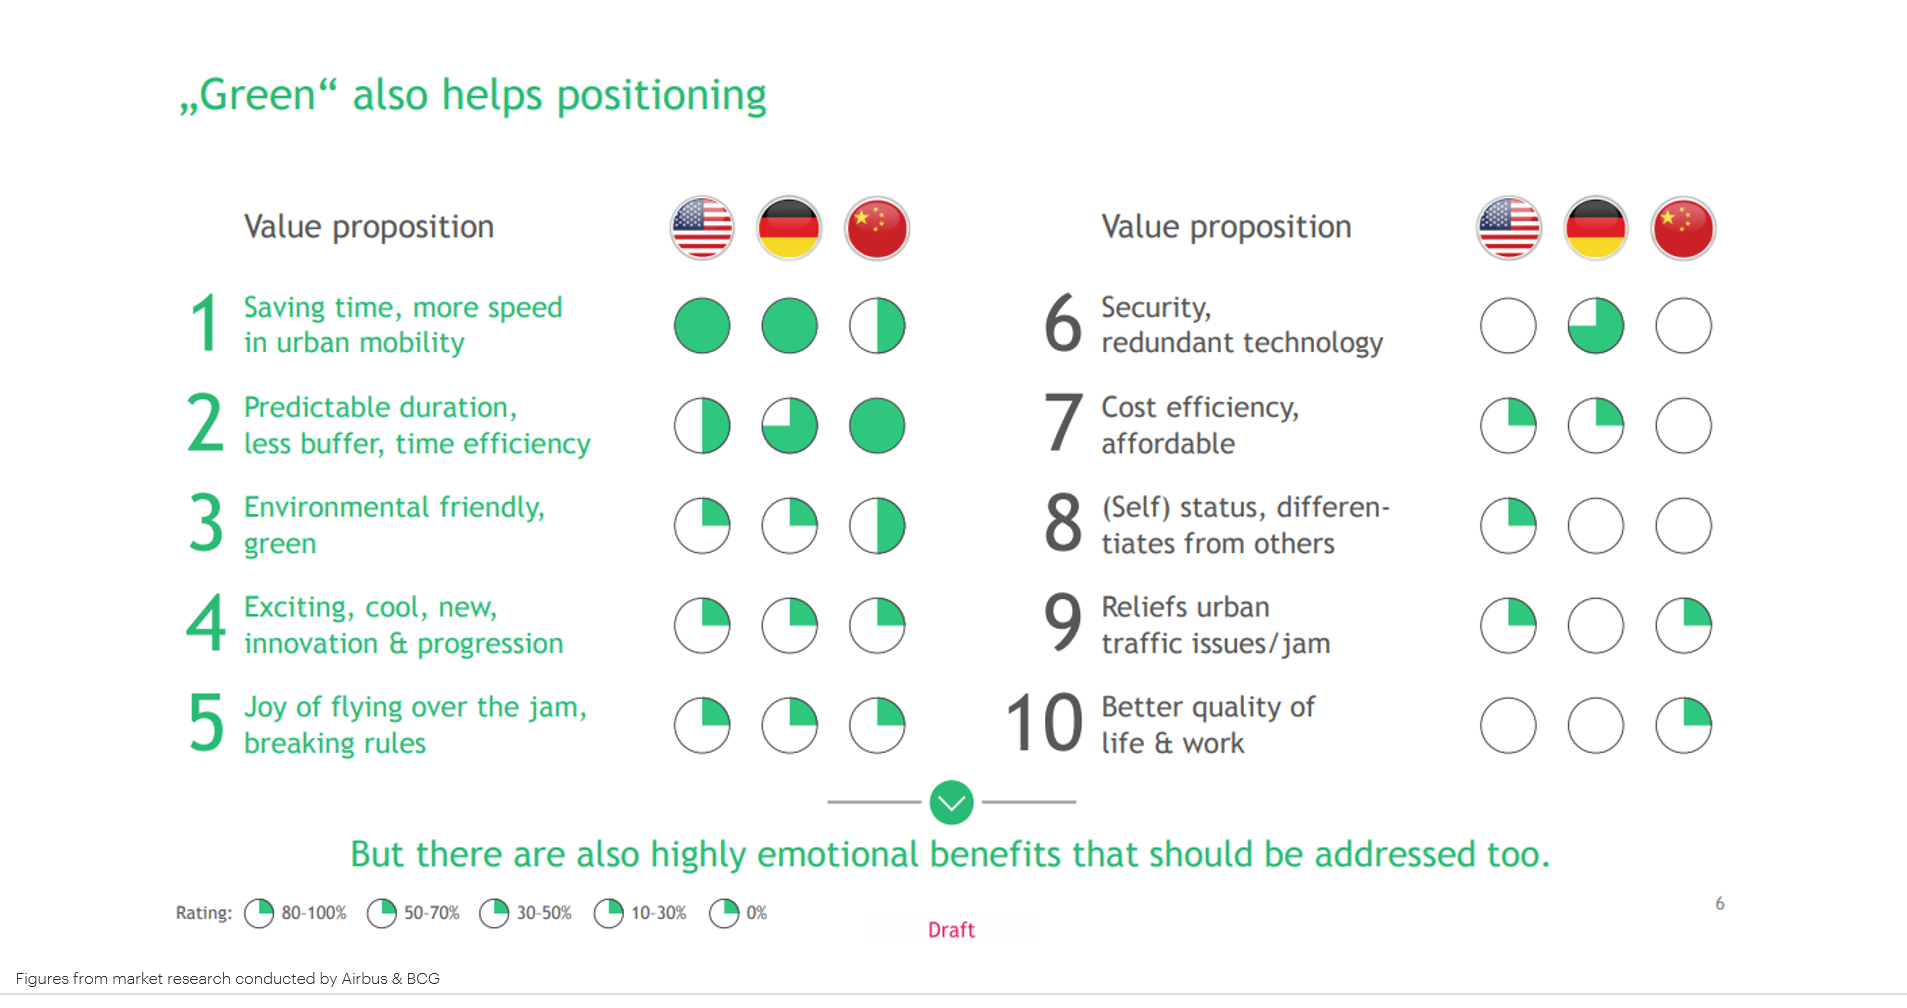 „Green“ also helps positioning
Value proposition
1 Saving time, more speed
in urban mobility
2 Predictable duration,
less buffer, time efficiency
3 Environmental friendly,
green
4 Exciting, cool, new,
innovation & progression
5 Joy of flying over the jam,
breaking rules
Value proposition
6 Security,
redundant technology
7 Cost efficiency,
affordable
8 (Self) status, differen-
tiates from others
9 Reliefs urban
traffic issues/jam
10 Better quality of
life & work
But there are also highly emotional benefits that should be addressed too.
Rating: 80-100% 50-70% 30-50% 10-30% 0%
6
Draft
Figures from market research conducted by Airbus & BCG